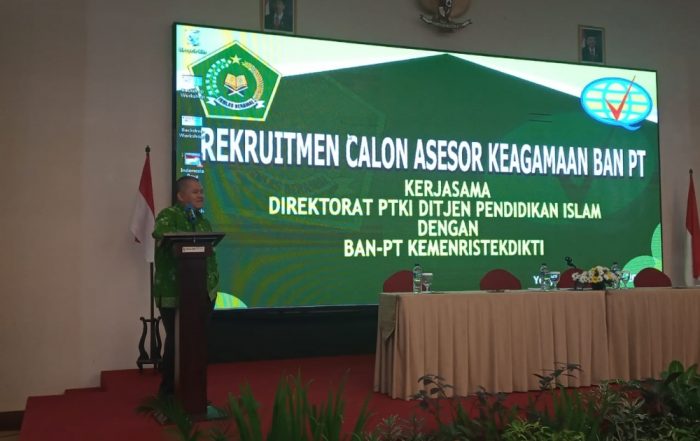 REKRUITMEN CALON ASESOR KEAGAMAAN BAN PT
KERJASAMA
DIREKTORAT PTKI DITJEN PENDIDIKAN ISLAM
DENGAN
BAN-PT KEMENRISTEKDIKTI